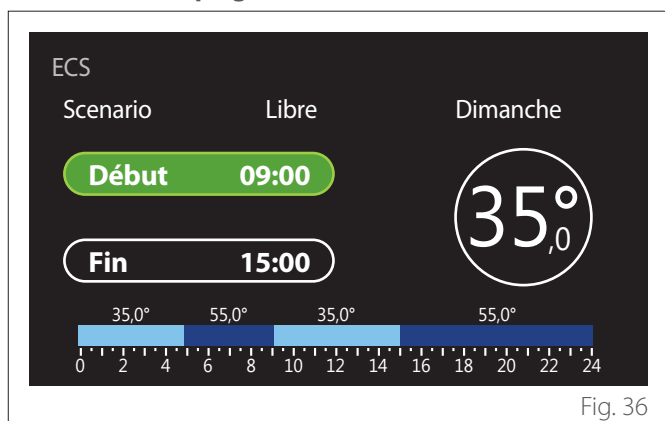 ECS
Scenario Libre Dimanche
Début 09:00
35,0°
Fin 15:00
35,0° 55,0° 35,0° 55,0°
0 2 4 6 8 10 12 14 16 18 20 22 24
Fig. 36